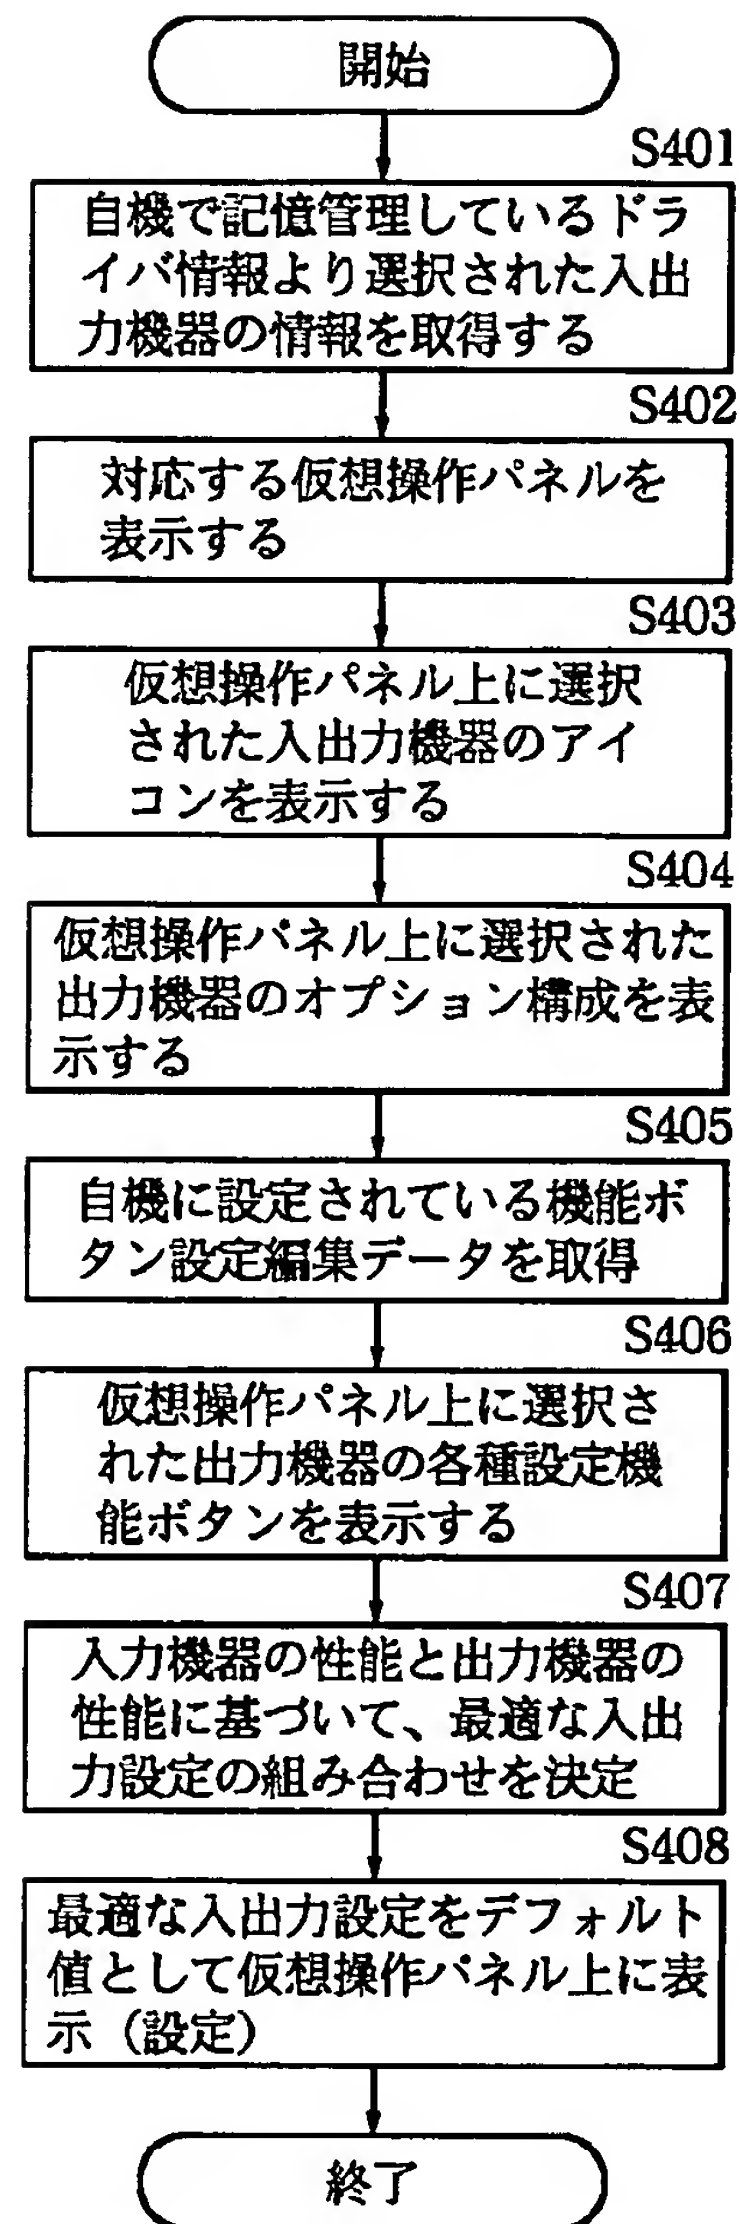 開始
S401
自機で記憶管理しているドラ
イバ情報より選択された入出
力機器の情報を取得する
S402
対応する仮想操作パネルを
表示する
S403
仮想操作パネル上に選択
された入出力機器のアイ
コンを表示する
S404
仮想操作パネル上に選択された
出力機器のオプション構成を表
示する
S405
自機に設定されている機能ボ
タン設定編集データを取得
S406
仮想操作パネル上に選択さ
れた出力機器の各種設定機
能ボタンを表示する
S407
入力機器の性能と出力機器の
性能に基づいて、最適な入出
力設定の組み合わせを決定
S408
最適な入出力設定をデフォルト
値として仮想操作パネル上に表
示（設定）
終了